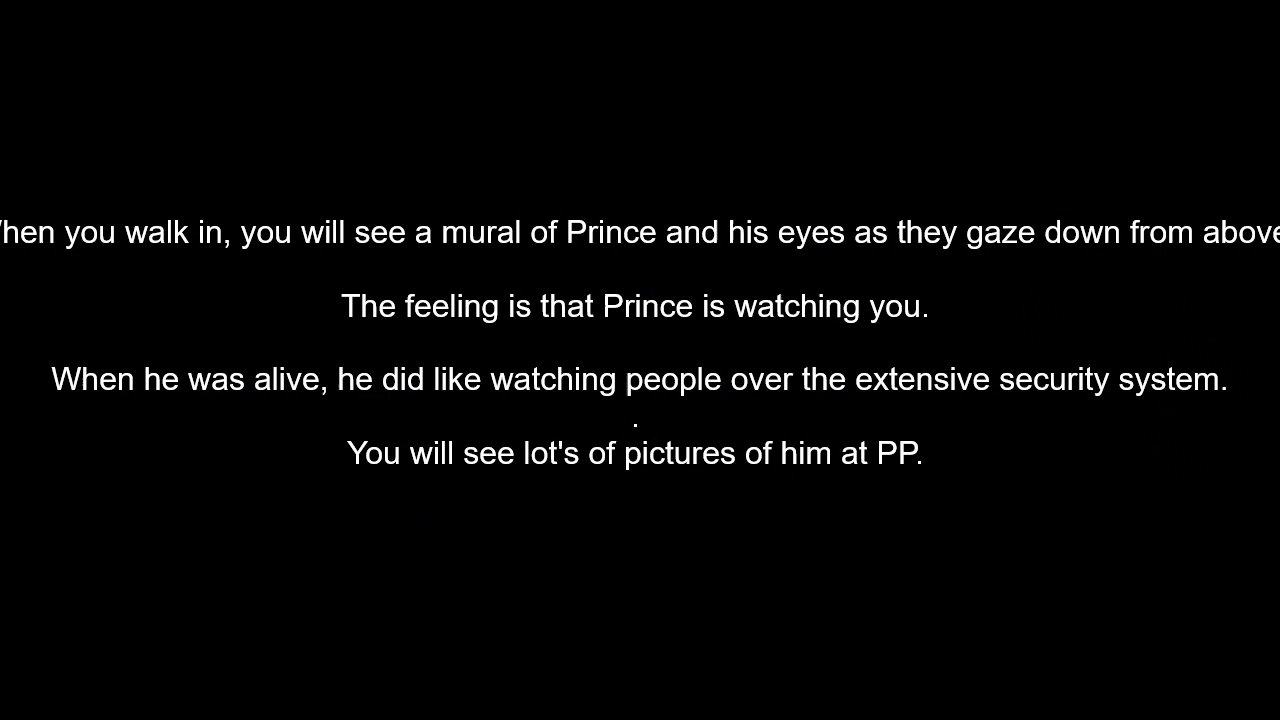 hen you walk in, you will see a mural of Prince and his eyes as they gaze down from above
The feeling is that Prince is watching you.
When he was alive, he did like watching people over the extensive security system.
.
You will see lot's of pictures of him at PP.